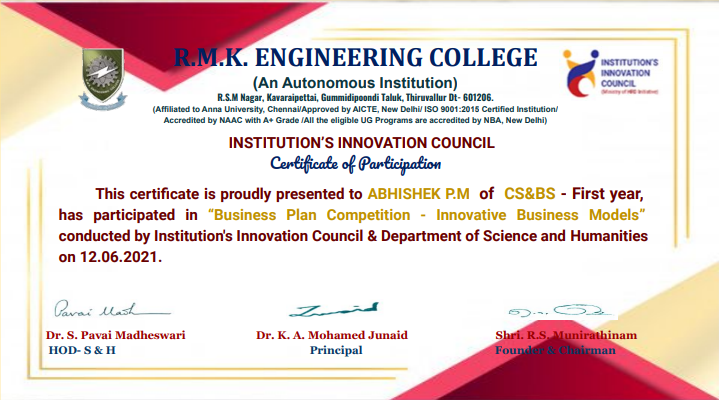 R.M.K. ENGINEERING COLLEGE
(An Autonomous Institution)
R.S.M Nagar, Kavaraipettai, Gummidipoondi Taluk, Thiruvallur Dt- 601206.
(Affiliated to Anna University, Chennai/Approved by AICTE, New Delhi/ ISO 9001:2015 Certified Institution/
Accredited by NAAC with A+ Grade /All the eligible UG Programs are accredited by NBA, New Delhi)
INSTITUTION'S
INNOVATION
COUNCIL
(Ministry of HRD Initiative)
INSTITUTION'S INNOVATION COUNCIL
Certificate of Participation
This certificate is proudly presented to ABHISHEK P.M of CS&BS - First year,
has participated in “Business Plan Competition - Innovative Business Models”
conducted by Institution's Innovation Council & Department of Science and Humanities
on 12.06.2021.
Dr. S. Pavai Madheswari
HOD- S & H
Dr. K. A. Mohamed Junaid
Principal
Shri. R.S. Munirathinam
Founder & Chairman